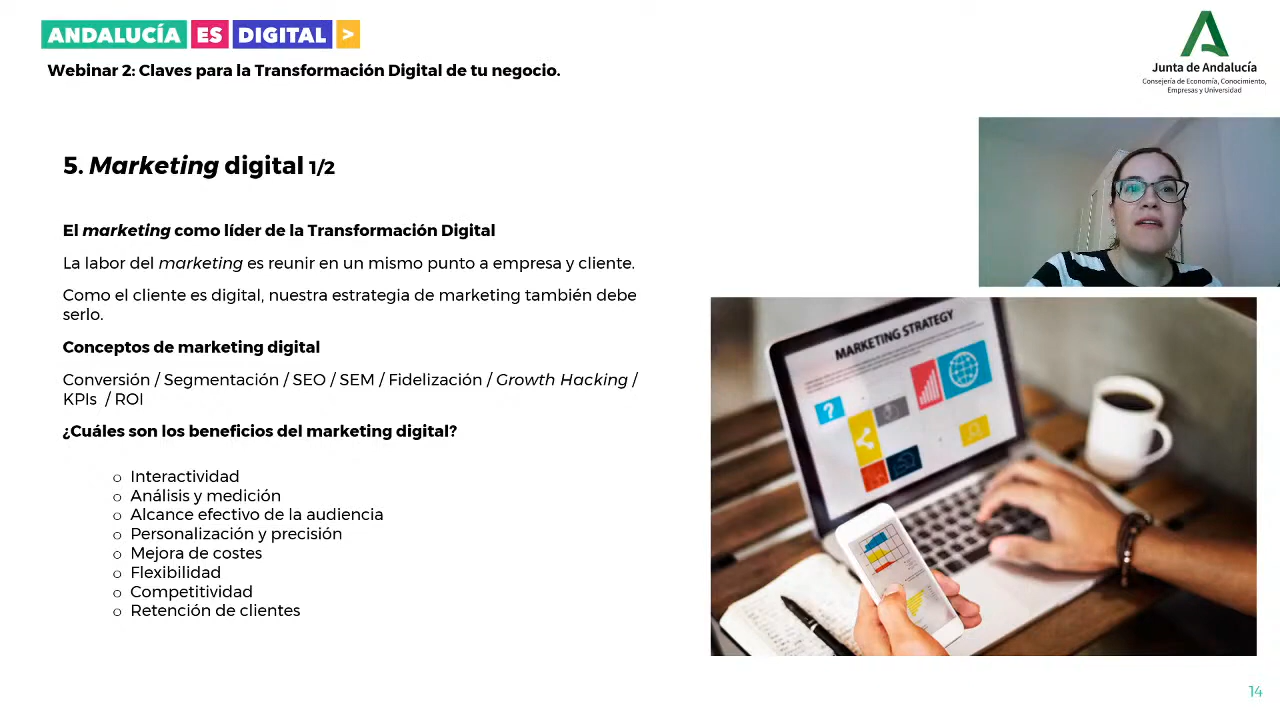 ANDALUCÍA ES DIGITAL >
Webinar 2: Claves para la Transformación Digital de tu negocio.
Junta de Andalucía
Consejería de Economía, Conocimiento,
Empresas y Universidad
5. Marketing digital 1/2
El marketing como líder de la Transformación Digital
La labor del marketing es reunir en un mismo punto a empresa y cliente.
Como el cliente es digital, nuestra estrategia de marketing también debe
serlo.
Conceptos de marketing digital
Conversión / Segmentación / SEO / SEM / Fidelización / Growth Hacking /
KPIs / ROI
¿Cuáles son los beneficios del marketing digital?
o Interactividad
o Análisis y medición
o Alcance efectivo de la audiencia
o Personalización y precisión
o Mejora de costes
o Flexibilidad
o Competitividad
o Retención de clientes
MARKETING STRATEGY
?
14